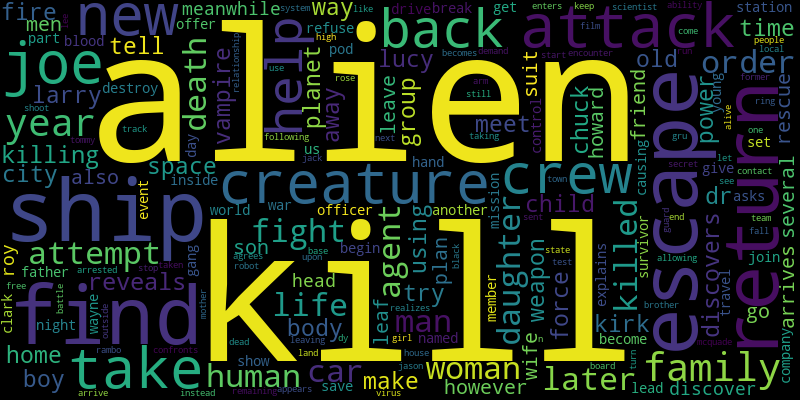 fire
new
meanwhile
offer
way
drive
break
system
like
get
enters
keep
scientist
ability
station
men
part
blood
tell
refuse
high
pod
back
attack
film
people
local
time
joe
alien
death
vampire
help
relationship
planet
lucy
suit
old
order
larry
destroy
shoot
use
rose
away
leave
group
becomes
demand
arm
still
start
encounter
run
former
young
power
ring
rescue
year
track
tommy
day
following
us
jack
next
taking
meet
control
chuck
howard
friend
gru
alive
one
set
killing
city
also
space
inside
hand
crew
causing
secret
give
dr
let
see
asks
contact
team
fall
several
ship
event
world
war
creature
officer
another
mission
town
sent
child
escape
return
guard
end
arrives
roy
clark
attempt
son
fight
gang
agrees
robot
base
upon
begin
agent
using
plan
black
daughter
weapon
state
test
explains
killed
survivor
allowing
discovers
travel
go
join
company
father
arrested
stop
taken
reveals
head
life
try
member
force
brother
free
find
battle
outside
wayne
mother
kill
body
leaf
man
named
realizes
night
rambo
confronts
dead
leaving
land
dy
girl
house
n
wife
kirk
become
mcquade
home
take
human
show
save
car
jason
make
woman
however
later
board
turn
lead
family
discover
boy
arrive
instead
remaining
appears
virus